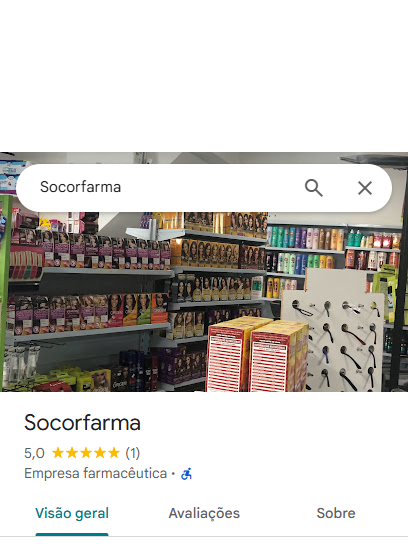 Socorfarma
Socorfarma
5,0 (1)
Empresa farmacêutica ·
Visão geral
Avaliações
Sobre